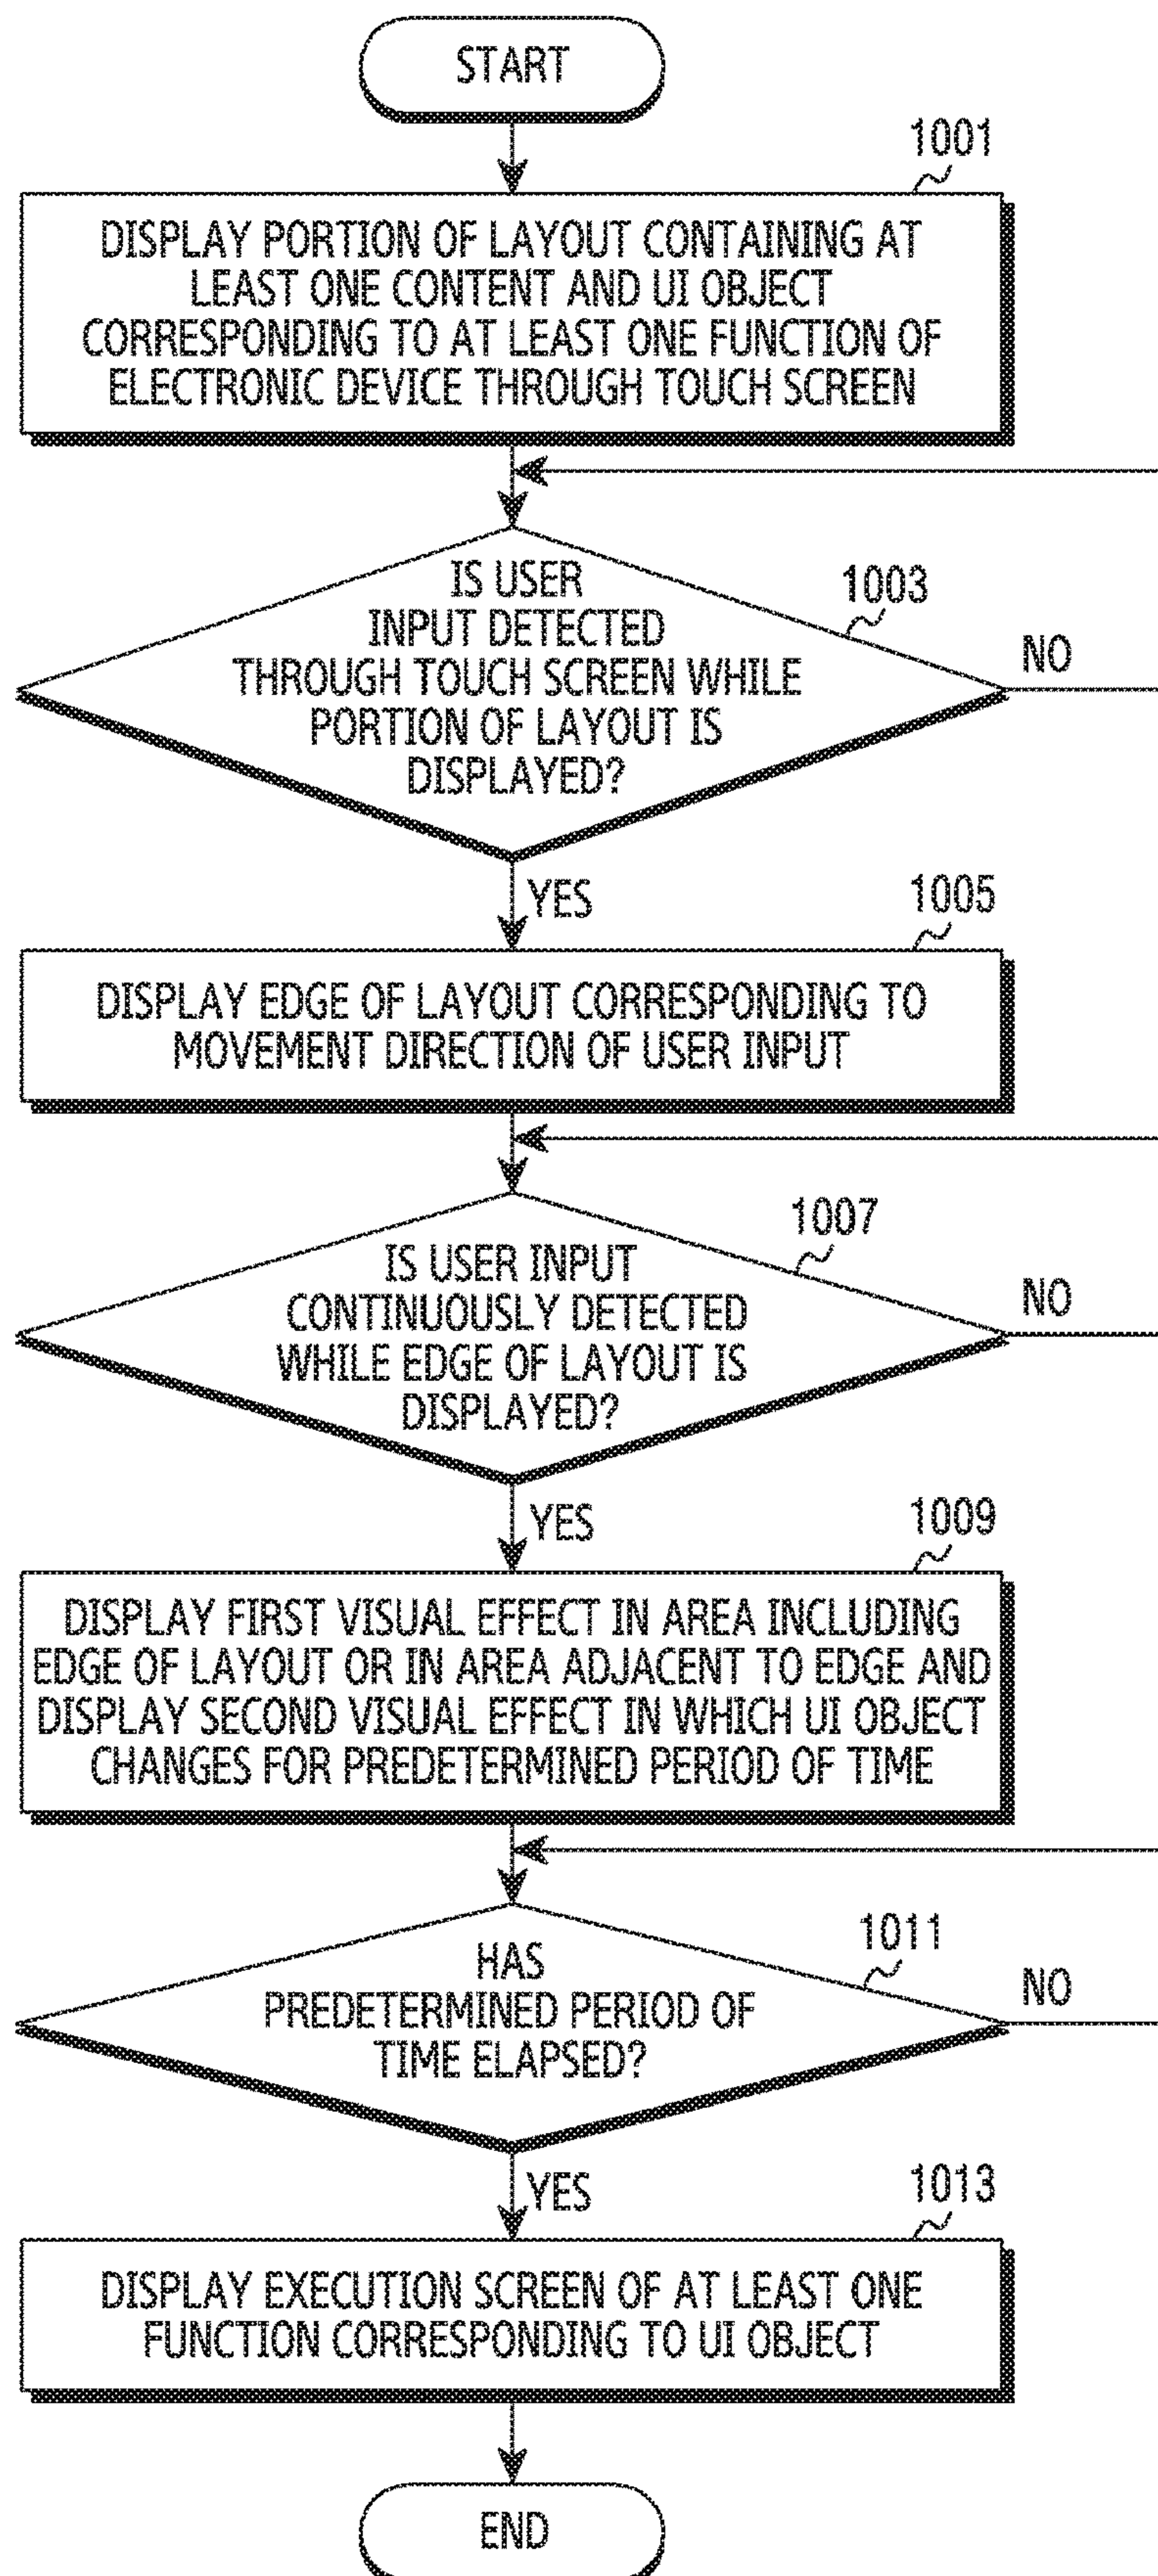 START
1001
DISPLAY PORTION OF LAYOUT CONTAINING AT
LEAST ONE CONTENT AND UI OBJECT
CORRESPONDING TO AT LEAST ONE FUNCTION OF
ELECTRONIC DEVICE THROUGH TOUCH SCREEN
1003
IS USER
INPUT DETECTED
THROUGH TOUCH SCREEN WHILE
PORTION OF LAYOUT IS
DISPLAYED?
NO
YES
1005
DISPLAY EDGE OF LAYOUT CORRESPONDING TO
MOVEMENT DIRECTION OF USER INPUT
1007
IS USER INPUT
CONTINUOUSLY DETECTED
WHILE EDGE OF LAYOUT IS
DISPLAYED?
NO
YES
1009
DISPLAY FIRST VISUAL EFFECT IN AREA INCLUDING
EDGE OF LAYOUT OR IN AREA ADJACENT TO EDGE AND
DISPLAY SECOND VISUAL EFFECT IN WHICH UI OBJECT
CHANGES FOR PREDETERMINED PERIOD OF TIME
1011
HAS
PREDETERMINED PERIOD OF
TIME ELAPSED?
NO
YES
1013
DISPLAY EXECUTION SCREEN OF AT LEAST ONE
FUNCTION CORRESPONDING TO UI OBJECT
END